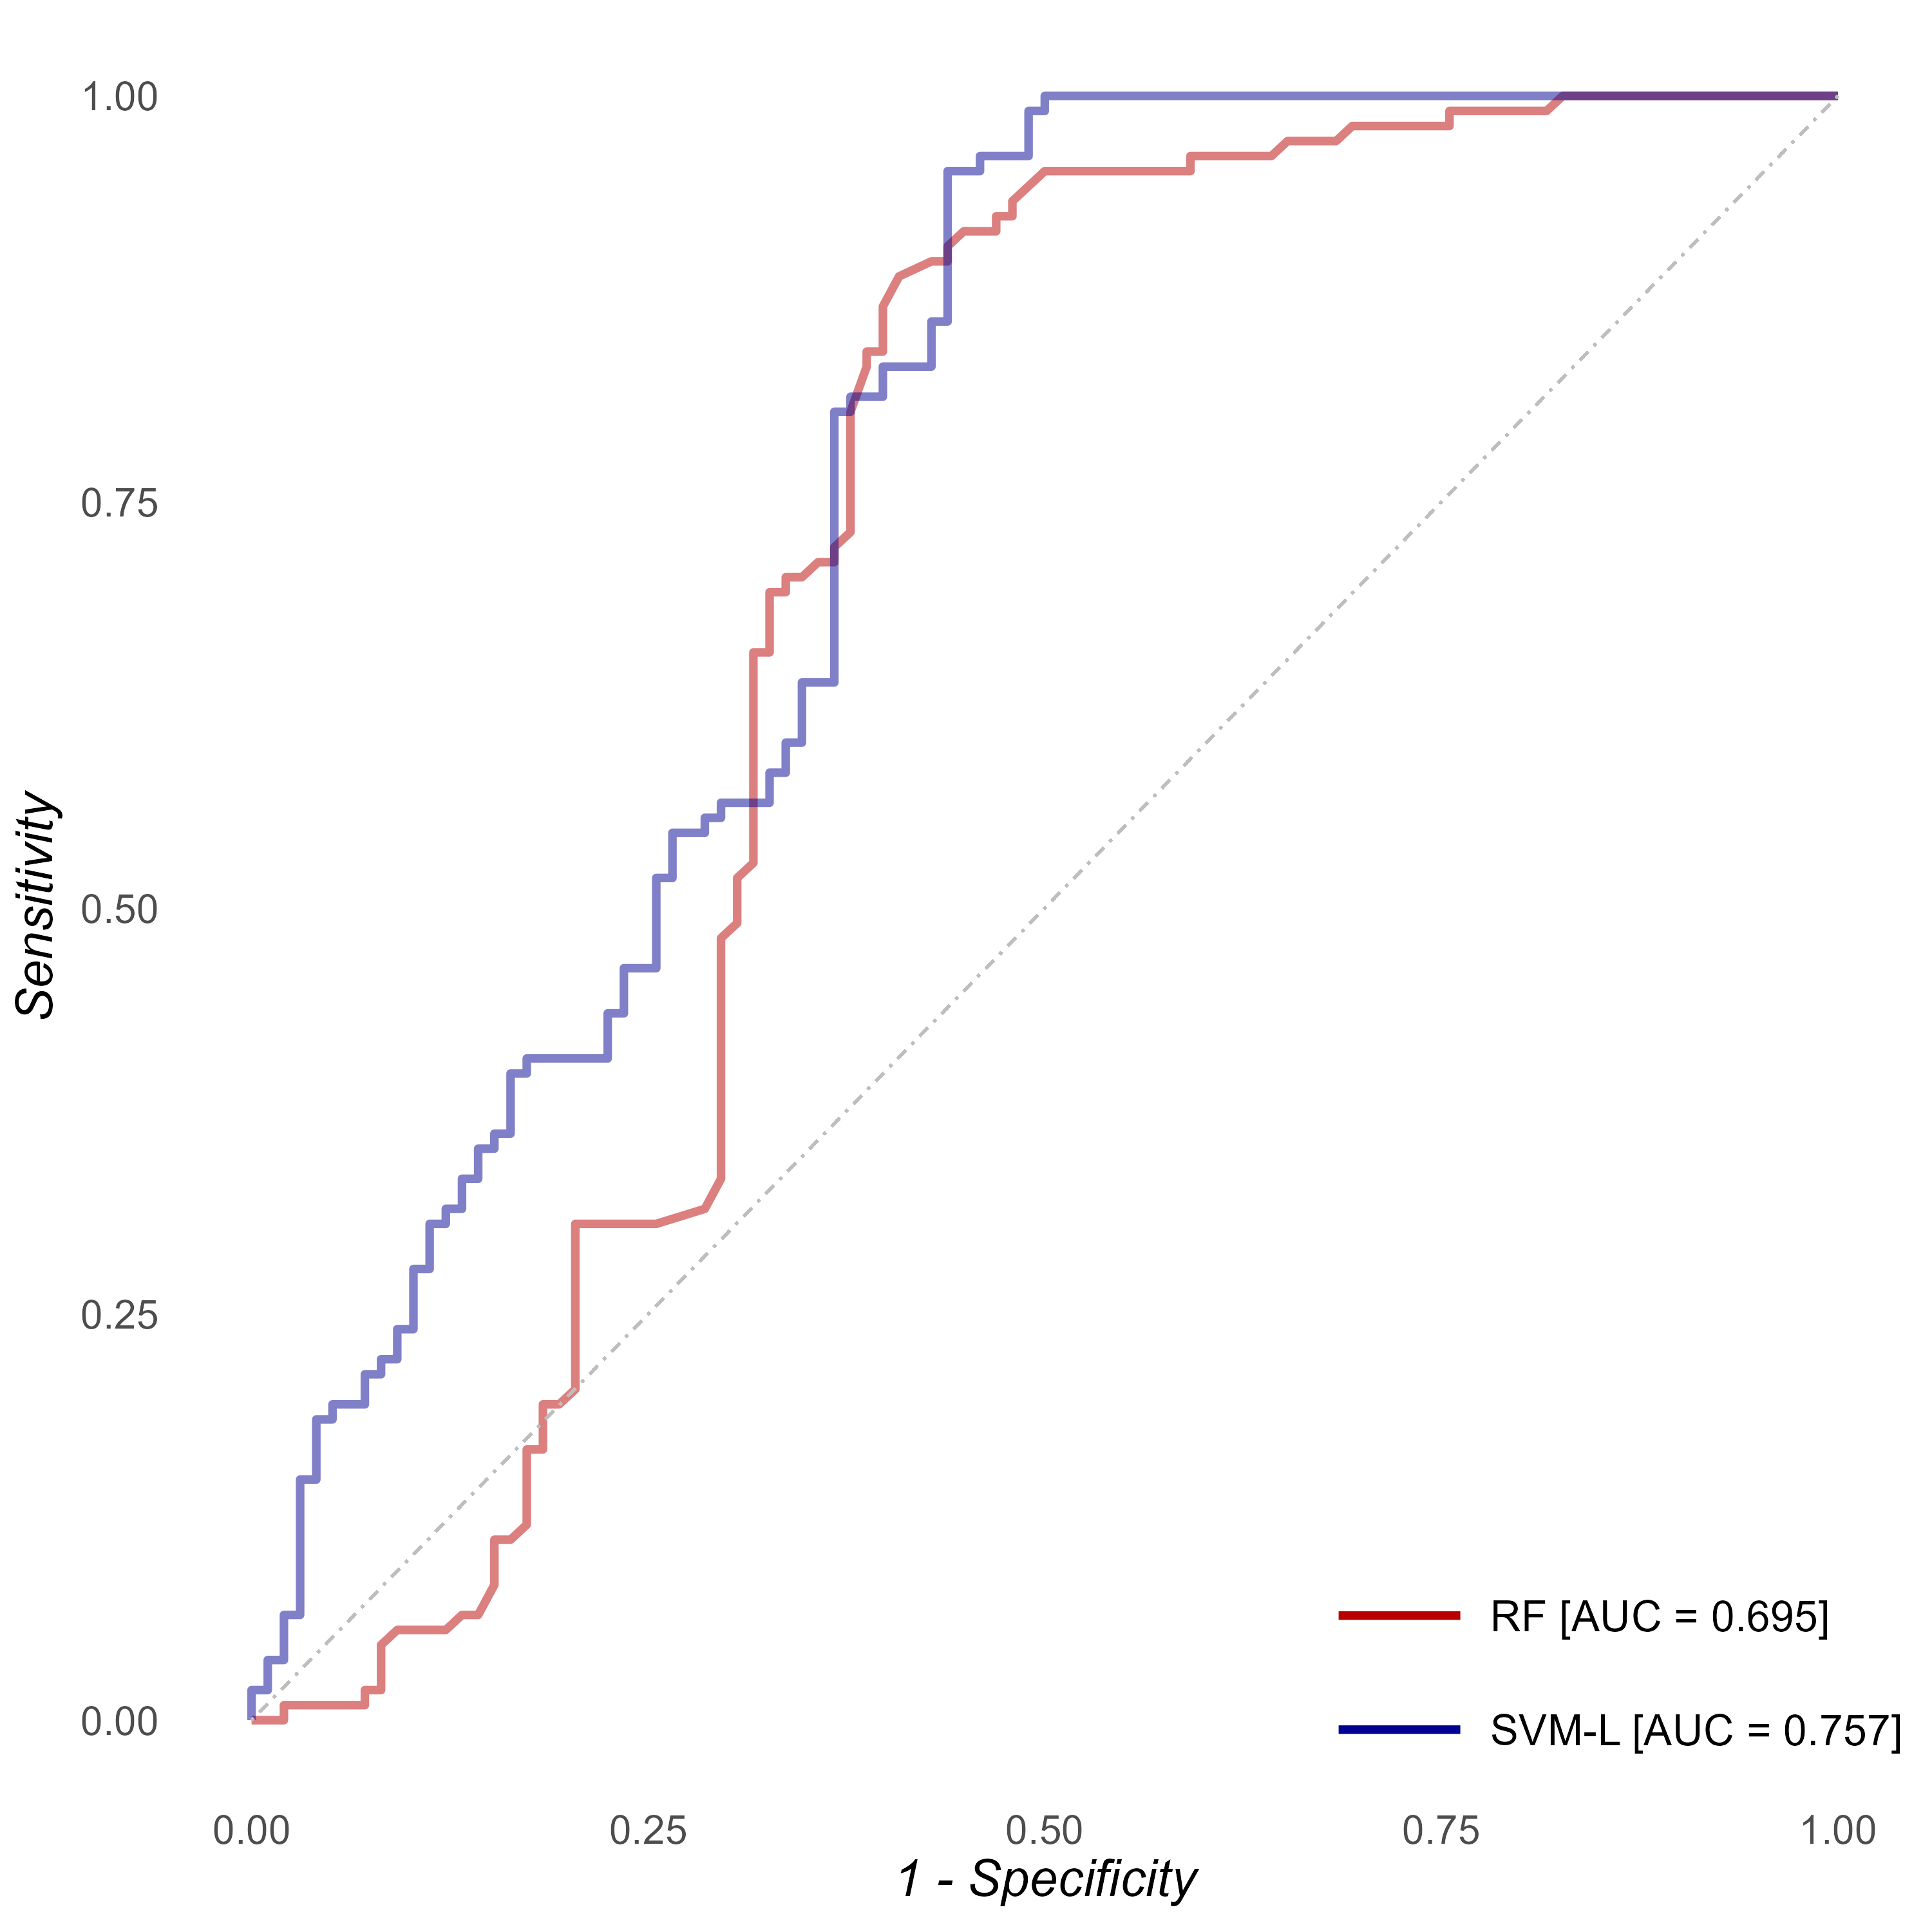 1.00
0.75
0.50
0.25
0.00
Sensitivity
RF [AUC = 0.695]
SVM-L [AUC = 0.757]
0.00 0.25 0.50 0.75 1.00
1 - Specificity